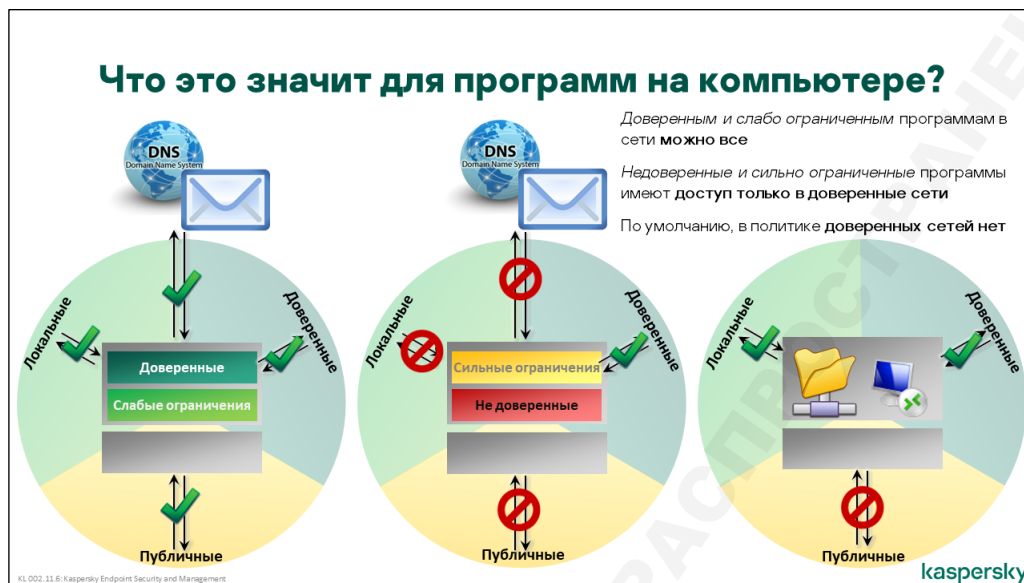 Что это значит для программ на компьютере?
Доверенным и слабо ограниченным программам в
сети можно все
Недоверенные и сильно ограниченные программы
имеют доступ только в доверенные сети
По умолчанию, в политике доверенных сетей нет
DNS
Domain Name System
Локальные
Доверенные
Доверенные
Слабые ограничения
Публичные
DNS
Domain Name System
Локальные
Доверенные
Сильные ограничения
Не доверенные
Публичные
Локальные
Доверенные
Публичные
KL 002.11.6: Kaspersky Endpoint Security and Management
kaspersky